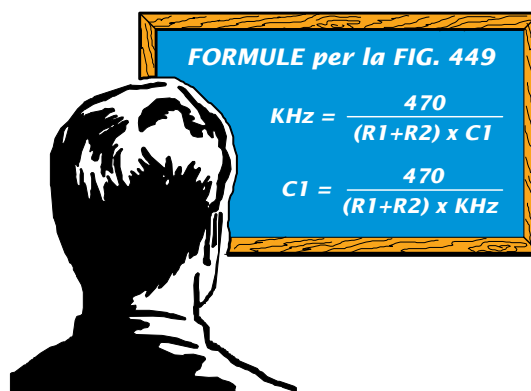 FORMULE per la FIG. 449
KHz = 470 / (R1+R2) x C1
C1 = 470 / (R1+R2) x KHz